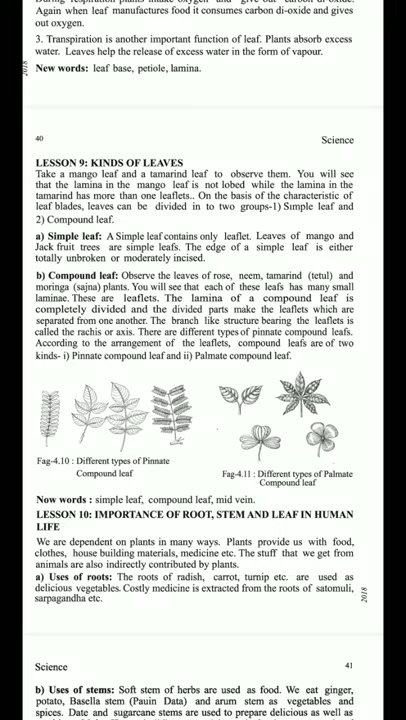 Again when leaf manufactures food it consumes carbon di-oxide and gives
out oxygen.
3. Transpiration is another important function of leaf. Plants absorb excess
water. Leaves help the release of excess water in the form of vapour.
New words: leaf base, petiole, lamina.
2018
40
Science
LESSON 9: KINDS OF LEAVES
Take a mango leaf and a tamarind leaf to observe them. You will see
that the lamina in the mango leaf is not lobed while the lamina in the
tamarind has more than one leaflets.. On the basis of the characteristic of
leaf blades, leaves can be divided in to two groups-1) Simple leaf and
2) Compound leaf.
a) Simple leaf: A Simple leaf contains only leaflet. Leaves of mango and
Jack fruit trees are simple leafs. The edge of a simple leaf is either
totally unbroken or moderately incised.
b) Compound leaf: Observe the leaves of rose, neem, tamarind (tetul) and
moringa (sajna) plants. You will see that each of these leafs has many small
laminae. These are leaflets. The lamina of a compound leaf is
completely divided and the divided parts make the leaflets which are
separated from one another. The branch like structure bearing the leaflets is
called the rachis or axis. There are different types of pinnate compound leafs.
According to the arrangement of the leaflets, compound leafs are of two
kinds- i) Pinnate compound leaf and ii) Palmate compound leaf.
Fag-4.10 : Different types of Pinnate
Compound leaf
Fag-4.11 : Different types of Palmate
Compound leaf
Now words : simple leaf, compound leaf, mid vein.
LESSON 10: IMPORTANCE OF ROOT, STEM AND LEAF IN HUMAN
LIFE
We are dependent on plants in many ways. Plants provide us with food,
clothes, house building materials, medicine etc. The stuff that we get from
animals are also indirectly contributed by plants.
a) Uses of roots: The roots of radish, carrot, turnip etc. are used as
delicious vegetables. Costly medicine is extracted from the roots of satomuli,
sarpagandha etc.
2018
Science
41
b) Uses of stems: Soft stem of herbs are used as food. We eat ginger,
potato, Basella stem (Pauin Data) and arum stem as vegetables and
spices. Date and sugarcane stems are used to prepare delicious as well as